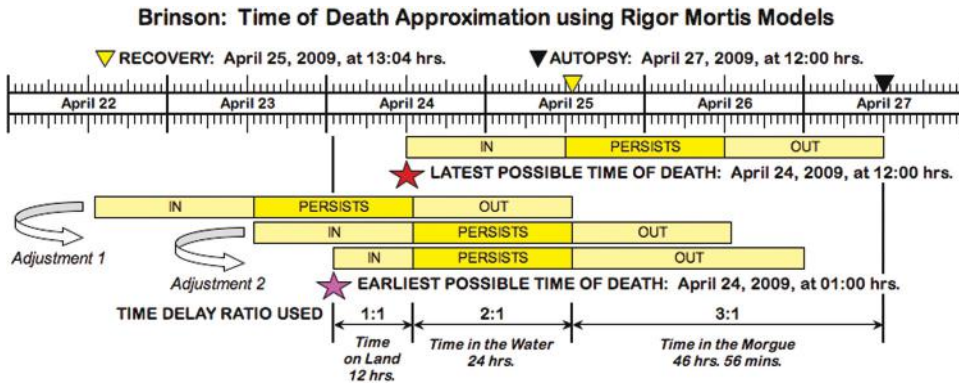 Brinson: Time of Death Approximation using Rigor Mortis Models
RECOVERY: April 25, 2009, at 13:04 hrs.
AUTOPSY: April 27, 2009, at 12:00 hrs.
April 22
April 23
April 24
April 25
April 26
April 27
IN
PERSISTS
OUT
LATEST POSSIBLE TIME OF DEATH: April 24, 2009, at 12:00 hrs.
IN
PERSISTS
OUT
Adjustment 1
IN
PERSISTS
OUT
Adjustment 2
IN
PERSISTS
OUT
EARLIEST POSSIBLE TIME OF DEATH: April 24, 2009, at 01:00 hrs.
TIME DELAY RATIO USED
1:1
2:1
3:1
Time
on Land
12 hrs.
Time in the Water
24 hrs.
Time in the Morgue
46 hrs. 56 mins.